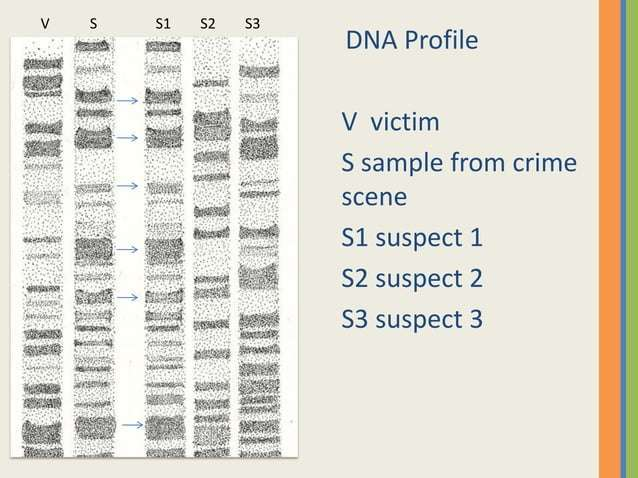 V S S1 S2 S3
DNA Profile
V victim
S sample from crime
scene
S1 suspect 1
S2 suspect 2
S3 suspect 3